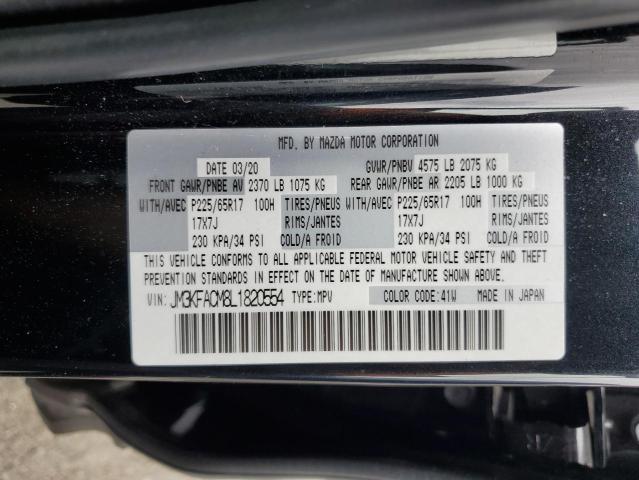 MFD. BY MAZDA MOTOR CORPORATION
DATE 03/20 GVWR/PNBV 4575 LB 2075 KG
FRONT GAWR/PNBE AV 2370 LB 1075 KG REAR GAWR/PNBE AR 2205 LB 1000 KG
WITH/AVEC P225/65R17 100H TIRES/PNEUS WITH/AVEC P225/65R17 100H TIRES/PNEUS
17X7J RIMS/JANTES 17X7J RIMS/JANTES
230 KPA/34 PSI COLD/A FROID 230 KPA/34 PSI COLD/A FROID
THIS VEHICLE CONFORMS TO ALL APPLICABLE FEDERAL MOTOR VEHICLE SAFETY AND THEFT
PREVENTION STANDARDS IN EFFECT ON THE DATE OF MANUFACTURE SHOWN ABOVE.
VIN: JM3KFACM8L1820554 TYPE:MPV COLOR CODE:41W MADE IN JAPAN